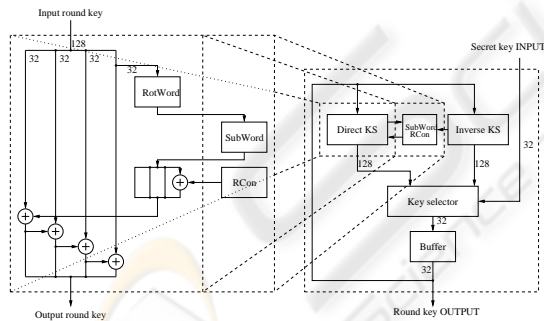 Input round key
128
32
32
32
32
RotWord
SubWord
RCon
Output round key
Secret key INPUT
32
Direct KS
SubWord
RCon
Inverse KS
128
128
Key selector
32
Buffer
32
Round key OUTPUT